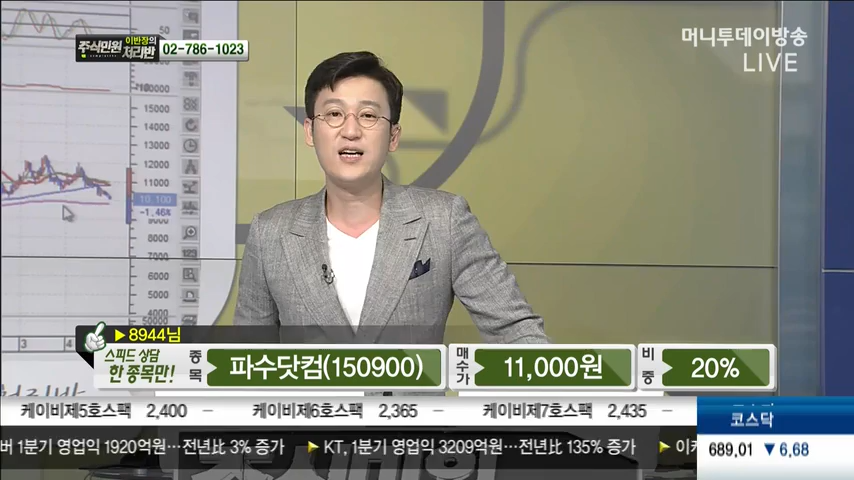 주식민원 이반장의 처리반 02-786-1023
머니투데이방송
LIVE
100000
11000
10,100
-1.46%
9000
8000
5000
4000
3000
3
▶ 8944님
스피드 상담
한 종목만!
종목 파수닷컴(150900) 매수가 11,000원 비중 20%
케이비제5호스팩 2,400 – 케이비제6호스팩 2,365 – 케이비제7호스팩 2,435 –
코스닥
버 1분기 영업익 1920억원…전년比 3% 증가 ▶ KT, 1분기 영업익 3209억원…전년比 135% 증가 ▶ 이
689,01 ▼ 6,68